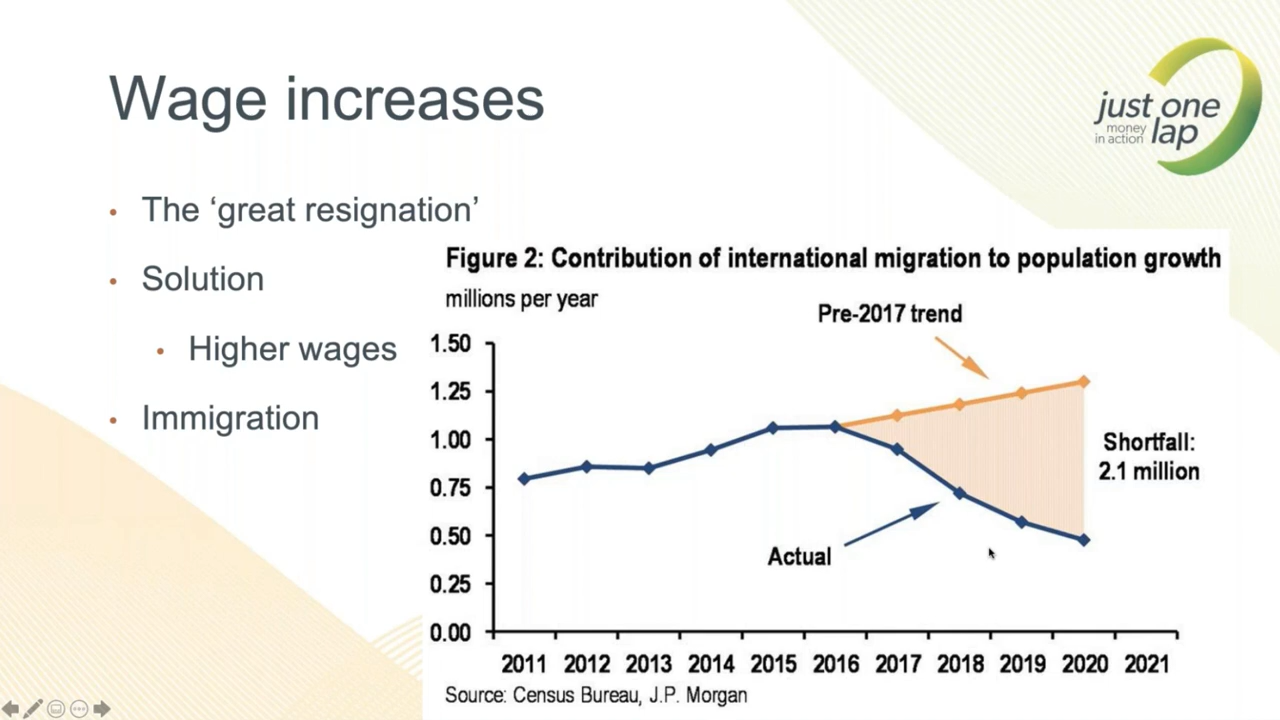 Wage increases
just one
money
in action lap
• The ‘great resignation’
• Solution
• Higher wages
• Immigration
Figure 2: Contribution of international migration to population growth
millions per year
Pre-2017 trend
1.50
1.25
1.00
0.75
0.50
0.25
0.00
Shortfall:
2.1 million
Actual
2011 2012 2013 2014 2015 2016 2017 2018 2019 2020 2021
Source: Census Bureau, J.P. Morgan